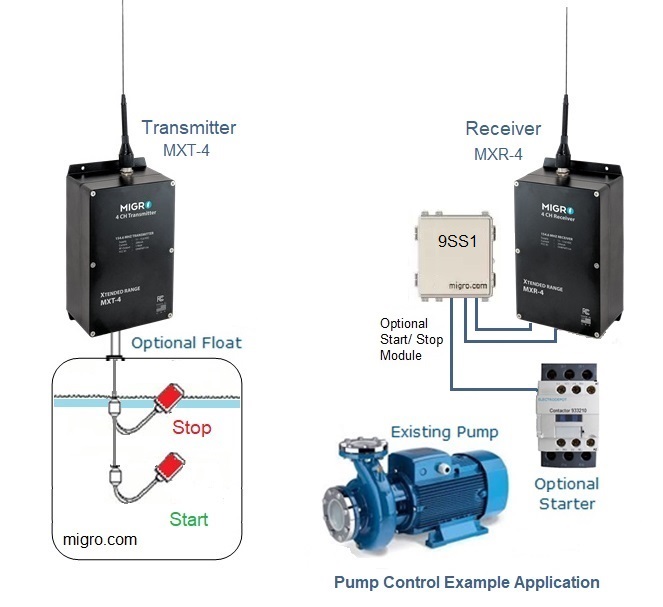 Transmitter
MXT-4
Receiver
MXR-4
MIGRO
4 CH Transmitter
XTENDED RANGE
MXT-4
9SS1
migro.com
MIGRO
4 CH Receiver
XTENDED RANGE
MXR-4
Optional Float
Optional
Start/ Stop
Module
Stop
Start
migro.com
Contactor 933210
Existing Pump
Optional
Starter
Pump Control Example Application